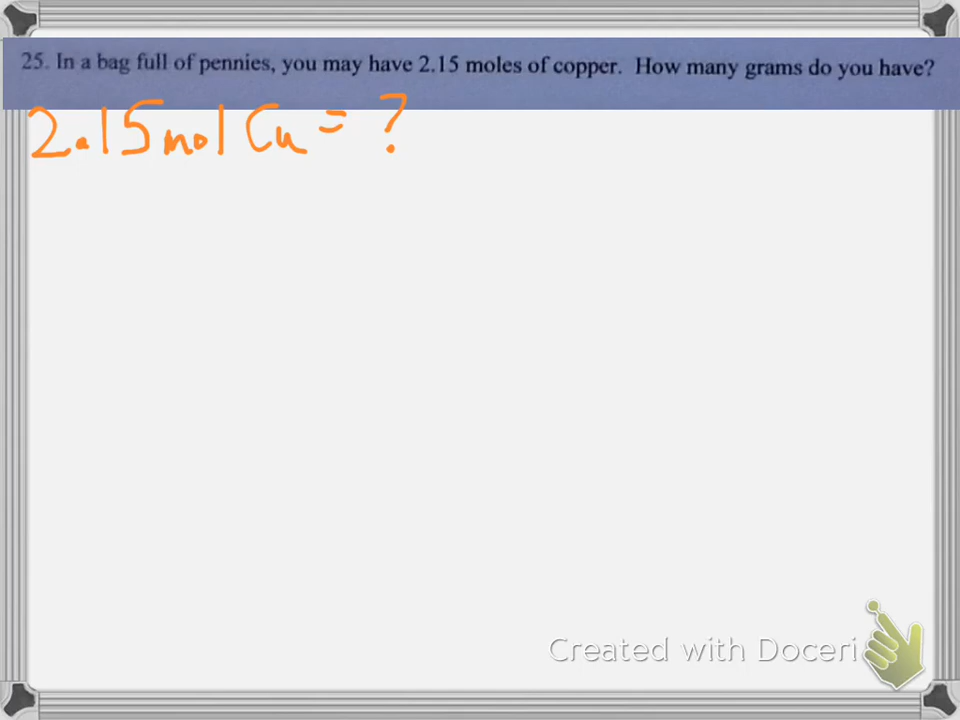 25. In a bag full of pennies, you may have 2.15 moles of copper. How many grams do you have?
2.15 mol Cu = ?
Created with Doceri